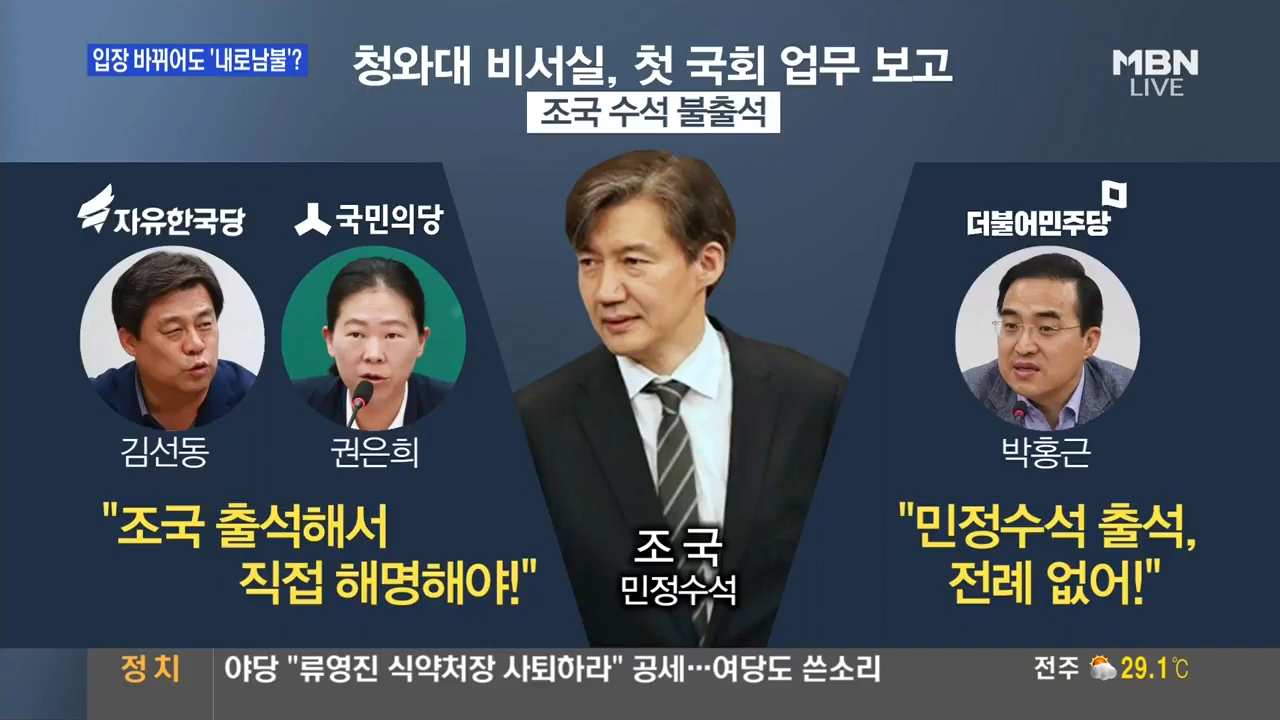 입장 바뀌어도 '내로남불'?
청와대 비서실, 첫 국회 업무 보고
조국 수석 불출석
MBN
LIVE
자유한국당
국민의당
더불어민주당
김선동
권은희
박홍근
"조국 출석해서
직접 해명해야!"
조 국
민정수석
"민정수석 출석,
전례 없어!"
정 치
야당 "류영진 식약처장 사퇴하라" 공세…여당도 쓴소리
전주 29.1℃